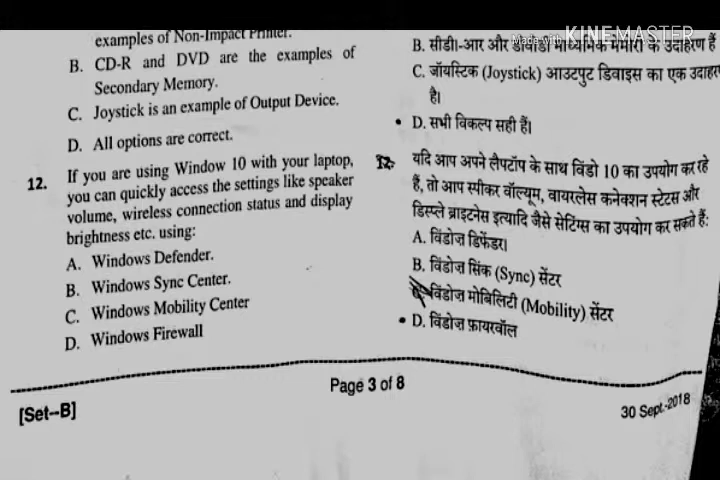 Made with KINEMASTER
examples of Non-Impact Printer.
B. CD-R and DVD are the examples of
Secondary Memory.
C. Joystick is an example of Output Device.
D. All options are correct.
12. If you are using Window 10 with your laptop,
you can quickly access the settings like speaker
volume, wireless connection status and display
brightness etc. using:
A. Windows Defender.
B. Windows Sync Center.
C. Windows Mobility Center
D. Windows Firewall
B. सीडी-आर और डीवीडी माध्यमिक मेमोरी के उदाहरण हैं
C. जॉयस्टिक (Joystick) आउटपुट डिवाइस का एक उदाहरण
है।
D. सभी विकल्प सही हैं।
12. यदि आप अपने लैपटॉप के साथ विंडो 10 का उपयोग कर रहे
हैं, तो आप स्पीकर वॉल्यूम, वायरलेस कनेक्शन स्टेटस और
डिस्प्ले ब्राइटनेस इत्यादि जैसे सेटिंग्स का उपयोग कर सकते हैं:
A. विंडोज़ डिफेंडर।
B. विंडोज़ सिंक (Sync) सेंटर
विंडोज़ मोबिलिटी (Mobility) सेंटर
D. विंडोज़ फ़ायरवॉल
Page 3 of 8
[Set--B]
30 Sept.-2018